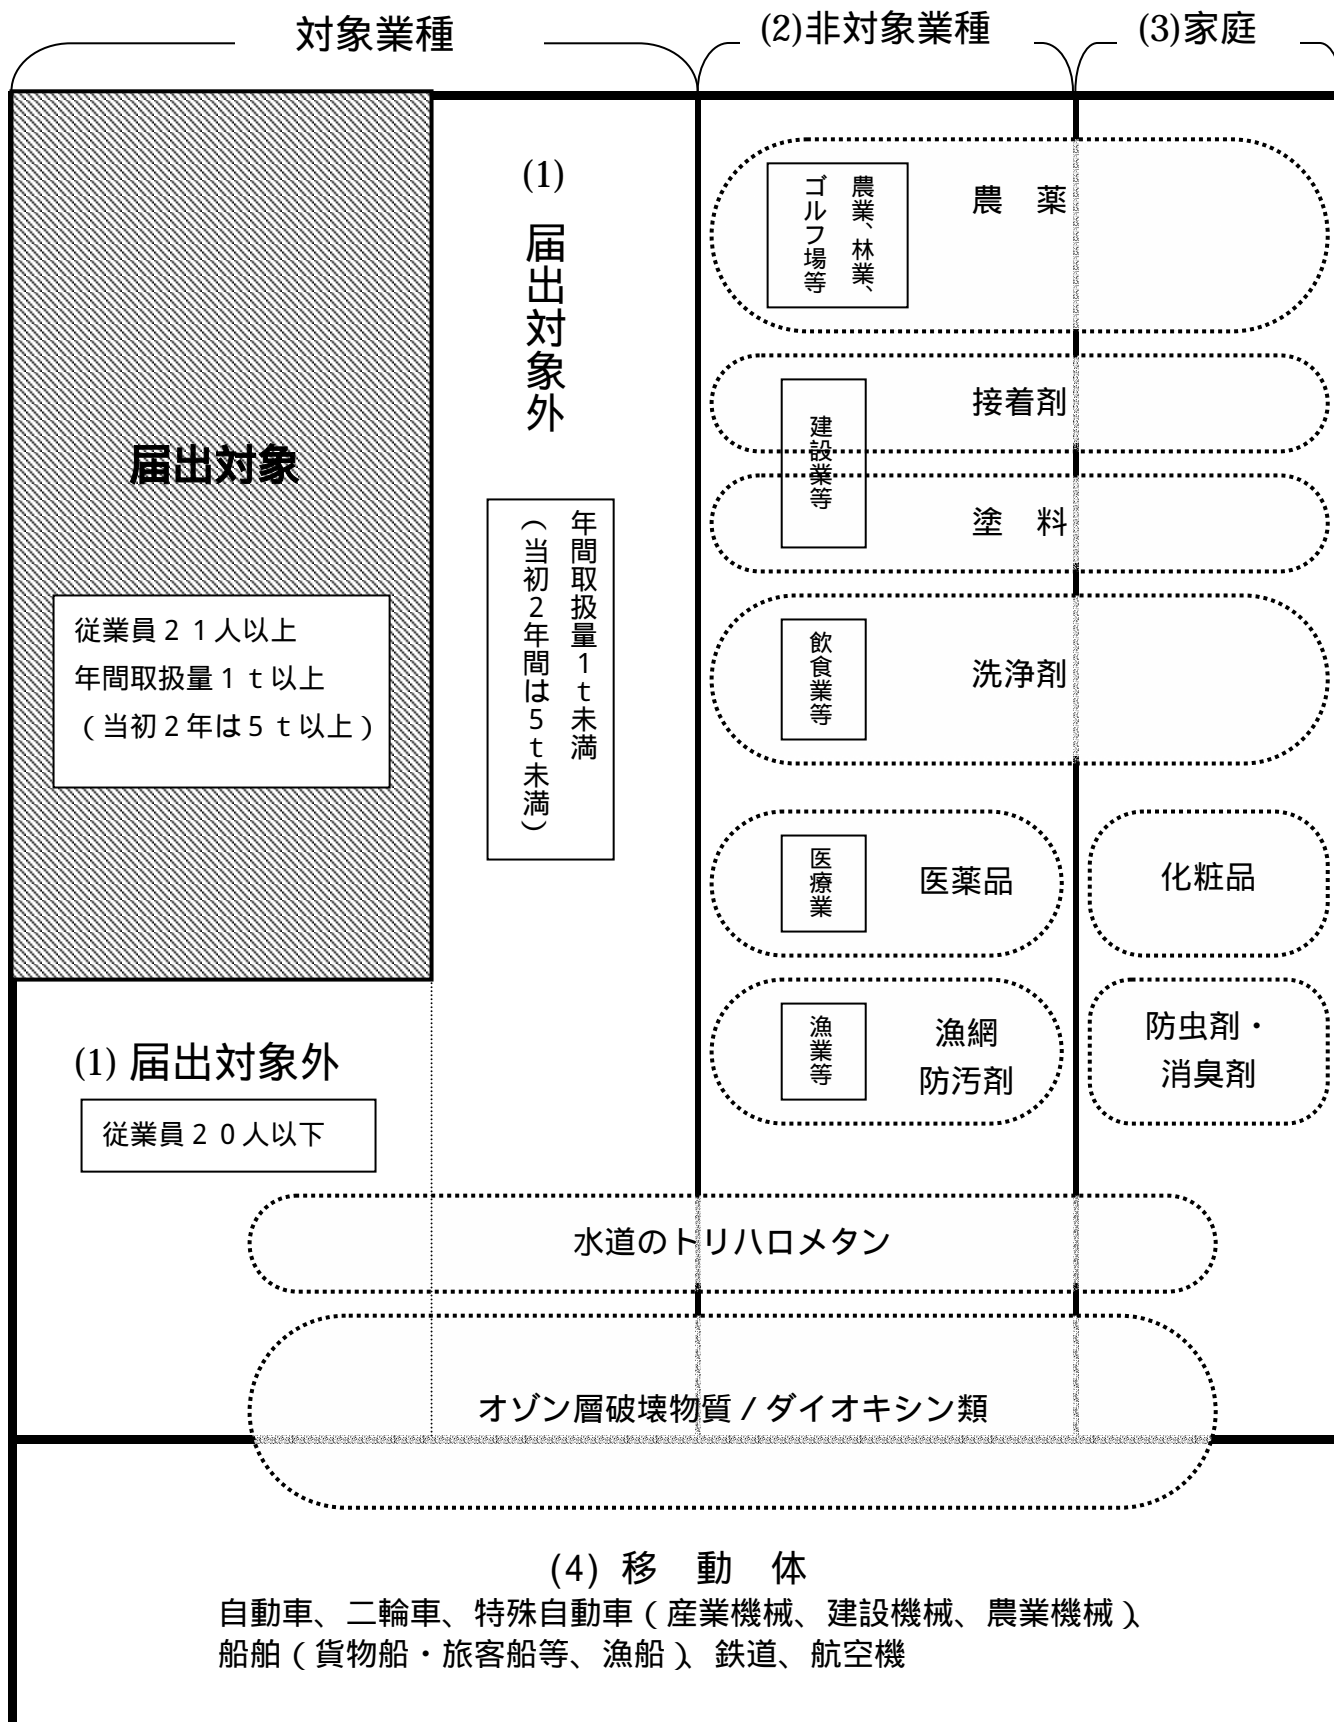 対象業種
(2)非対象業種
(3)家庭
届出対象
従業員21人以上
年間取扱量1t以上
(当初2年は5t以上)
(1)
届出対象外
年間取扱量1t未満
(当初2年間は5t未満)
(1) 届出対象外
従業員20人以下
農業、林業、
ゴルフ場等
農 薬
建設業等
接着剤
塗 料
飲食業等
洗浄剤
医療業
医薬品
化粧品
漁業等
漁網
防汚剤
防虫剤・
消臭剤
水道のトリハロメタン
オゾン層破壊物質/ダイオキシン類
(4) 移 動 体
自動車、二輪車、特殊自動車(産業機械、建設機械、農業機械)、
船舶(貨物船・旅客船等、漁船)、鉄道、航空機